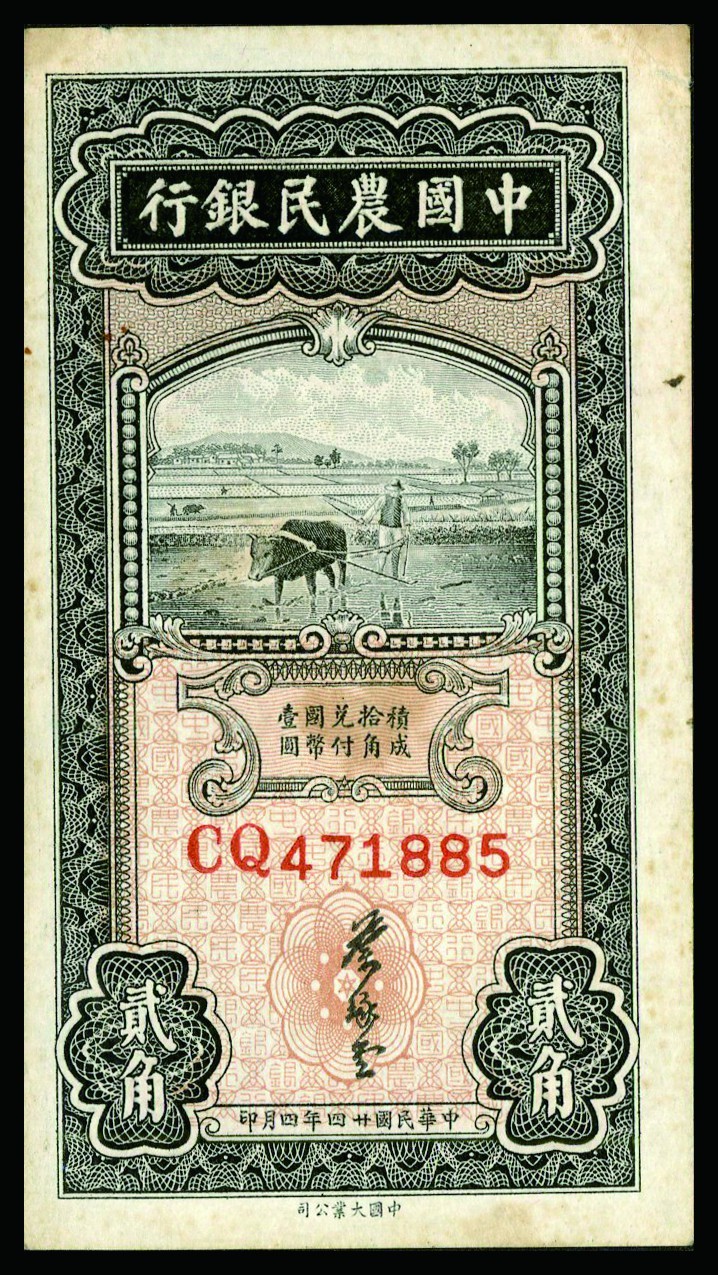 中國農民銀行
積成
拾角
兌付
國幣
壹圓
CQ471885
貳角
貳角
中華民國廿四年四月印
中國大業公司